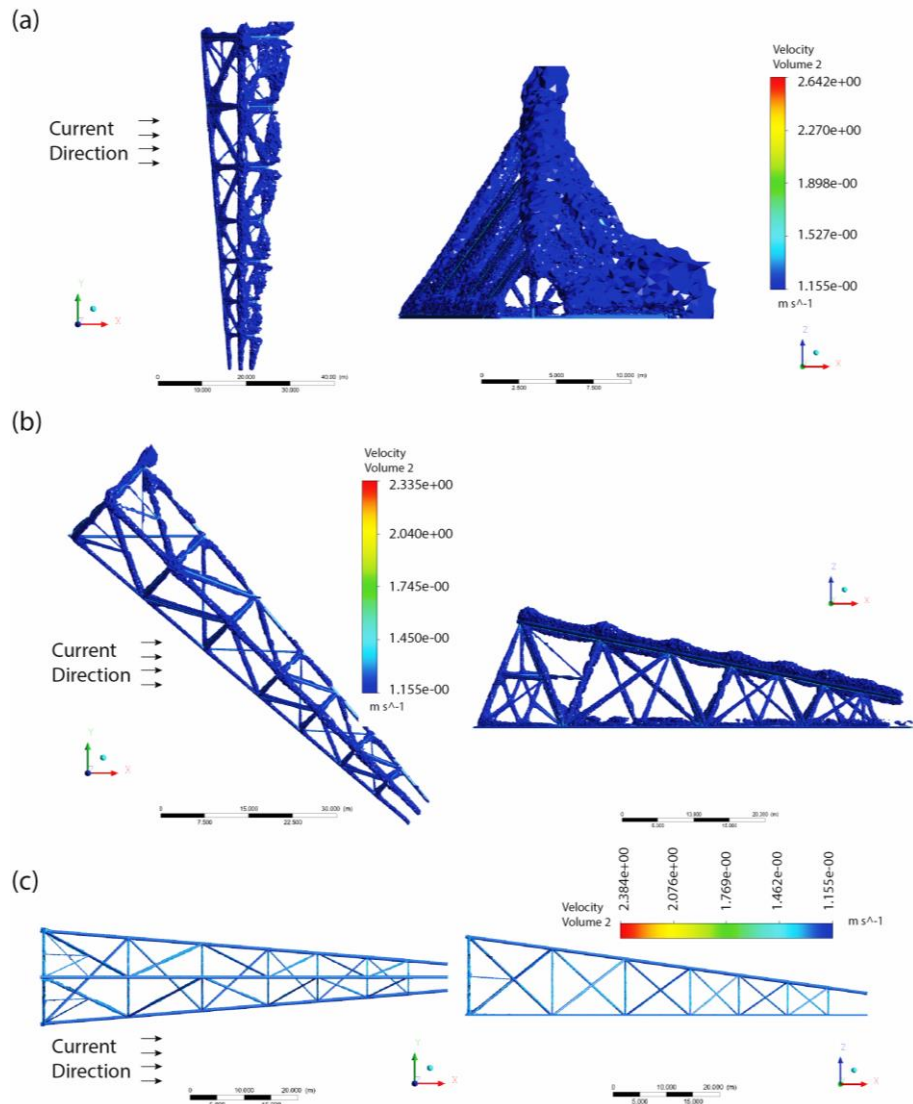 (a)
Current
Direction
Y
X
0 20.000 40.00 (m)
10.000 30.000
0 5.000 10.000 (m)
2.500 7.500
Velocity
Volume 2
2.642e+00
2.270e+00
1.898e-00
1.527e-00
1.155e-00
m s^-1
Z
X
(b)
Current
Direction
Y
X
0 15.000 30.000 (m)
7.500 22.500
Velocity
Volume 2
2.335e+00
2.040e+00
1.745e+00
1.450e-00
1.155e-00
m s^-1
Z
X
0 20.000 (m)
(c)
Velocity
Volume 2
2.384e+00
2.076e+00
1.769e-00
1.462e-00
1.155e-00
m s^-1
Current
Direction
Y
X
0 10.000 20.000 (m)
0 10.000 20.000 (m)
5.000 15.000
Z
X